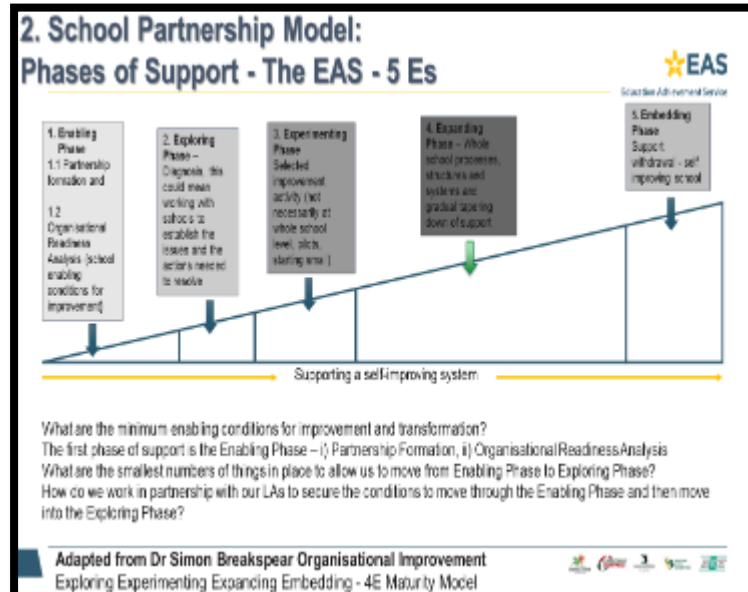 2. School Partnership Model:
Phases of Support - The EAS - 5 Es
EAS
Education Achievement Service
1. Enabling
Phase
1.1 Partnership
formation and
1.2
Organisational
Readiness
Analysis (school
enabling
conditions for
improvement)
2. Exploring
Phase –
Diagnosis, this
could mean
working with
schools to
establish the
issues and the
actions needed
to resolve
3. Experimenting
Phase
Selected
improvement
activity (not
necessarily at
whole school
level, pilots,
starting small)
4. Expanding
Phase – Whole
school processes,
structures and
systems and
gradual tapering
down of support
5. Embedding
Phase
Support
withdrawal - self
improving school
Supporting a self-improving system
What are the minimum enabling conditions for improvement and transformation?
The first phase of support is the Enabling Phase – i) Partnership Formation, ii) Organisational Readiness Analysis
What are the smallest numbers of things in place to allow us to move from Enabling Phase to Exploring Phase?
How do we work in partnership with our LAs to secure the conditions to move through the Enabling Phase and then move
into the Exploring Phase?
Adapted from Dr Simon Breakspear Organisational Improvement
Exploring Experimenting Expanding Embedding - 4E Maturity Model